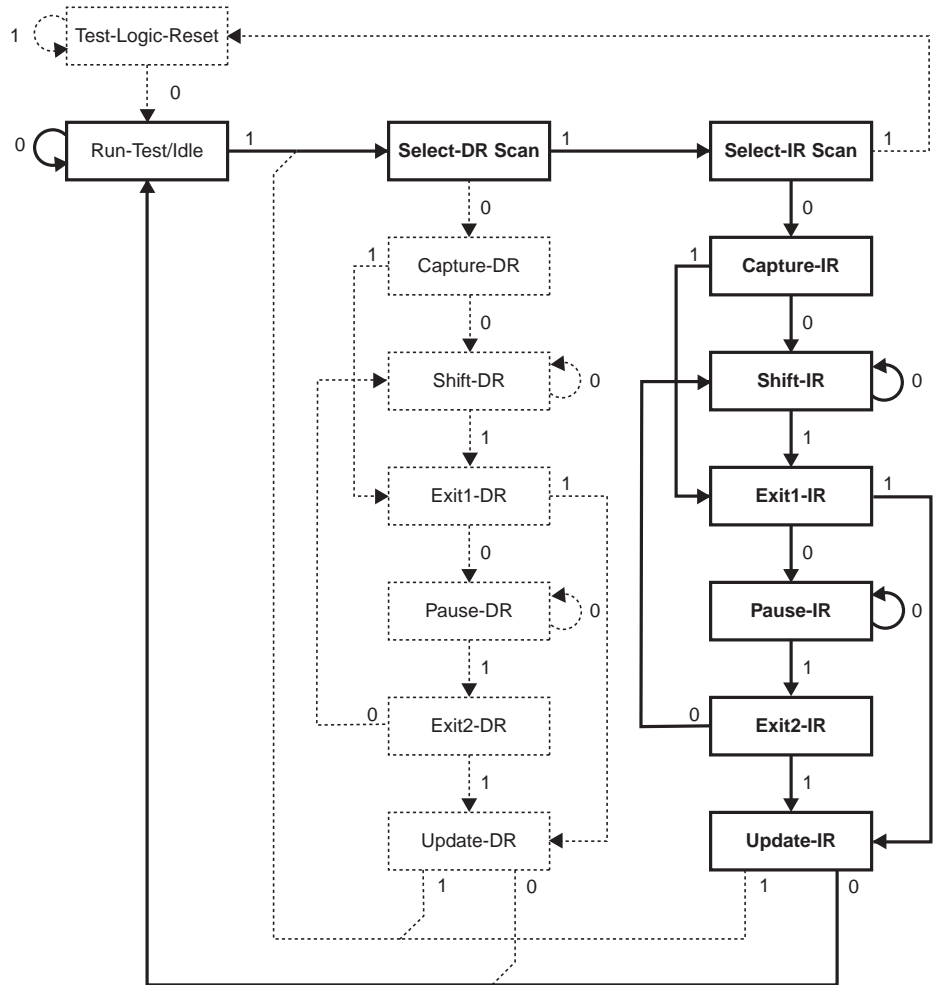 Test-Logic-Reset
1
0
Run-Test/Idle
0
1
Select-DR Scan
1
Select-IR Scan
1
0
0
1
Capture-DR
1
Capture-IR
0
0
Shift-DR
0
Shift-IR
0
1
1
Exit1-DR
1
Exit1-IR
1
0
0
Pause-DR
0
Pause-IR
0
1
1
0
Exit2-DR
0
Exit2-IR
1
1
Update-DR
Update-IR
1
0
1
0